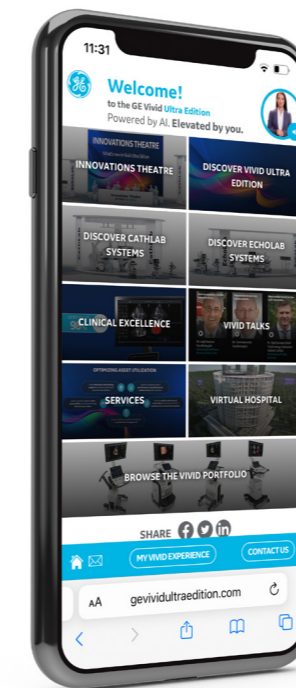 11:31
Welcome!
to the GE Vivid Ultra Edition
Powered by AI. Elevated by you.
INNOVATIONS THEATRE
INNOVATIONS THEATRE
DISCOVER VIVID ULTRA
EDITION
DISCOVER CATHLAB
SYSTEMS
DISCOVER ECHOLAB
SYSTEMS
CLINICAL EXCELLENCE
VIVID TALKS
OPTIMIZING ASSET UTILIZATION
SERVICES
VIRTUAL HOSPITAL
BROWSE THE VIVID PORTFOLIO
SHARE
MY VIVID EXPERIENCE
CONTACT US
AA
gevividultraedition.com